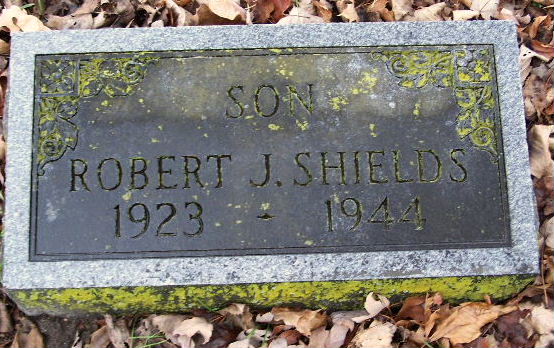 SON
ROBERT J. SHIELDS
1923 - 1944